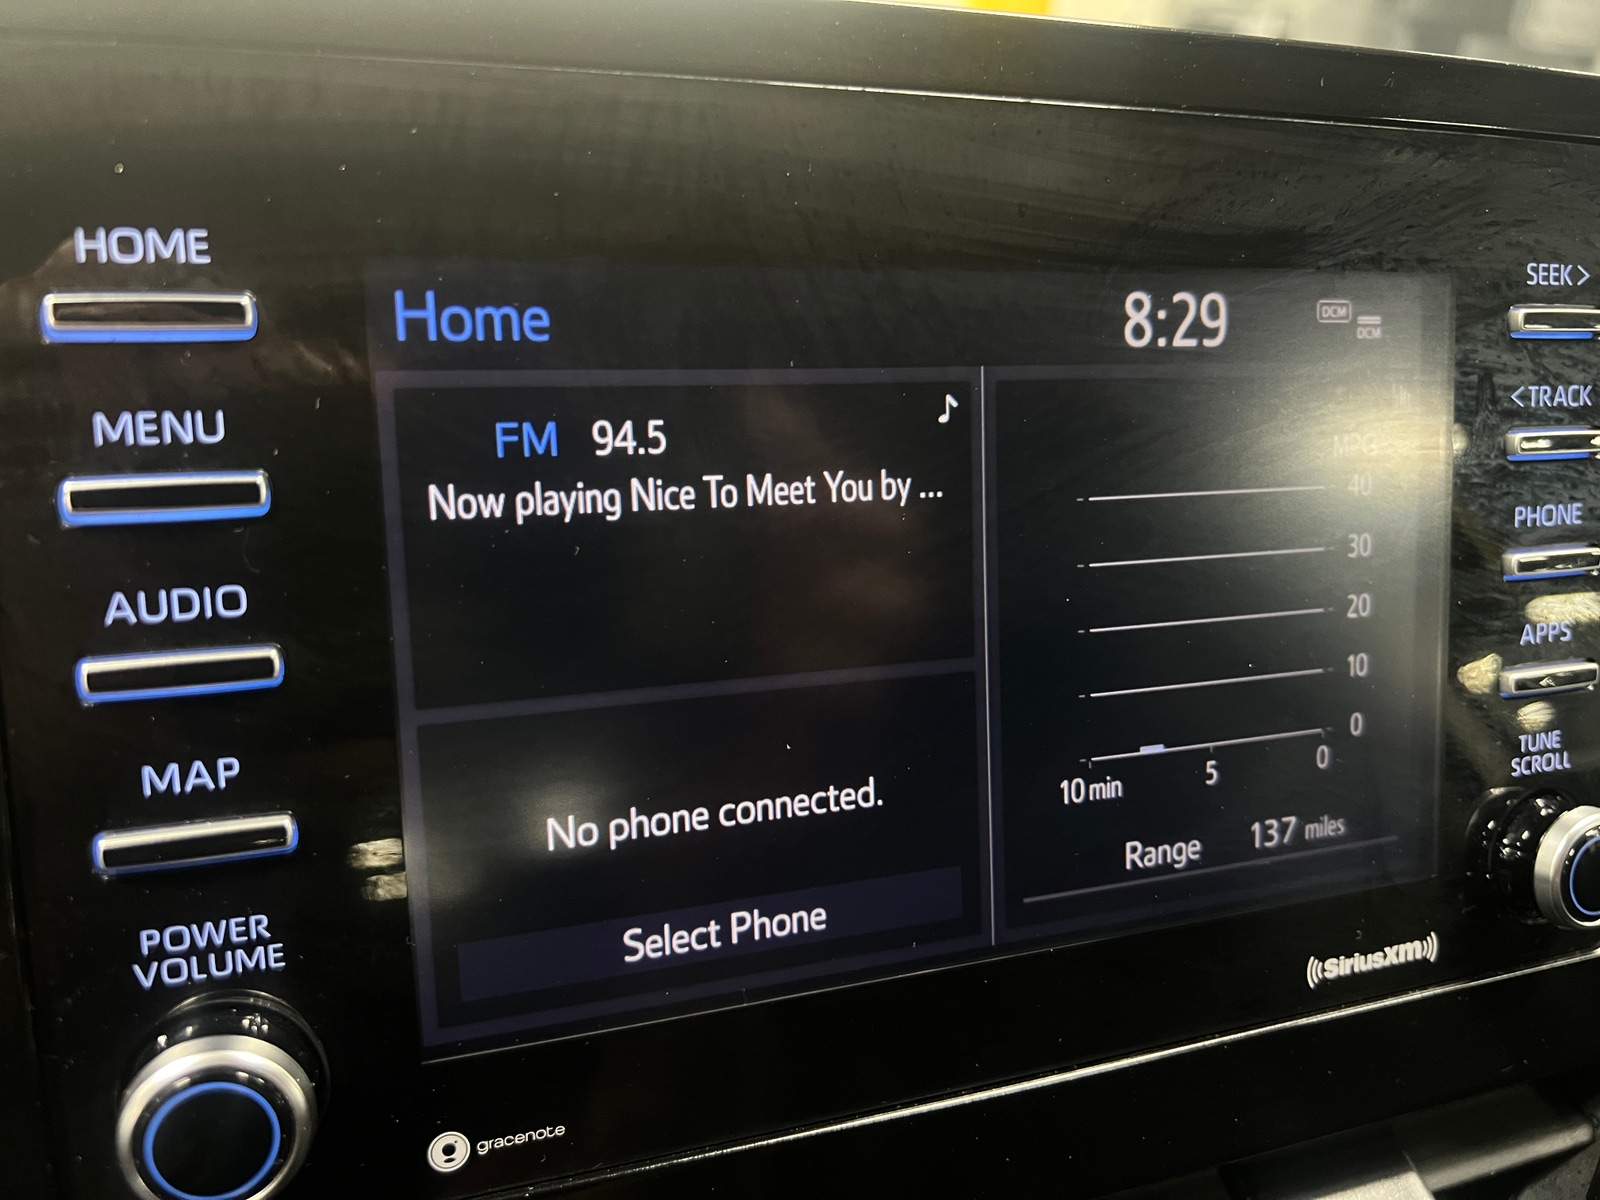 HOME
MENU
AUDIO
MAP
POWER
VOLUME
Home
8:29
DCM
DCM
FM 94.5
Now playing Nice To Meet You by ...
No phone connected.
Select Phone
MPG
40
30
20
10
0
10 min 5 0
Range 137 miles
SEEK >
< TRACK
PHONE
APPS
TUNE
SCROLL
((SiriusXM))
gracenote